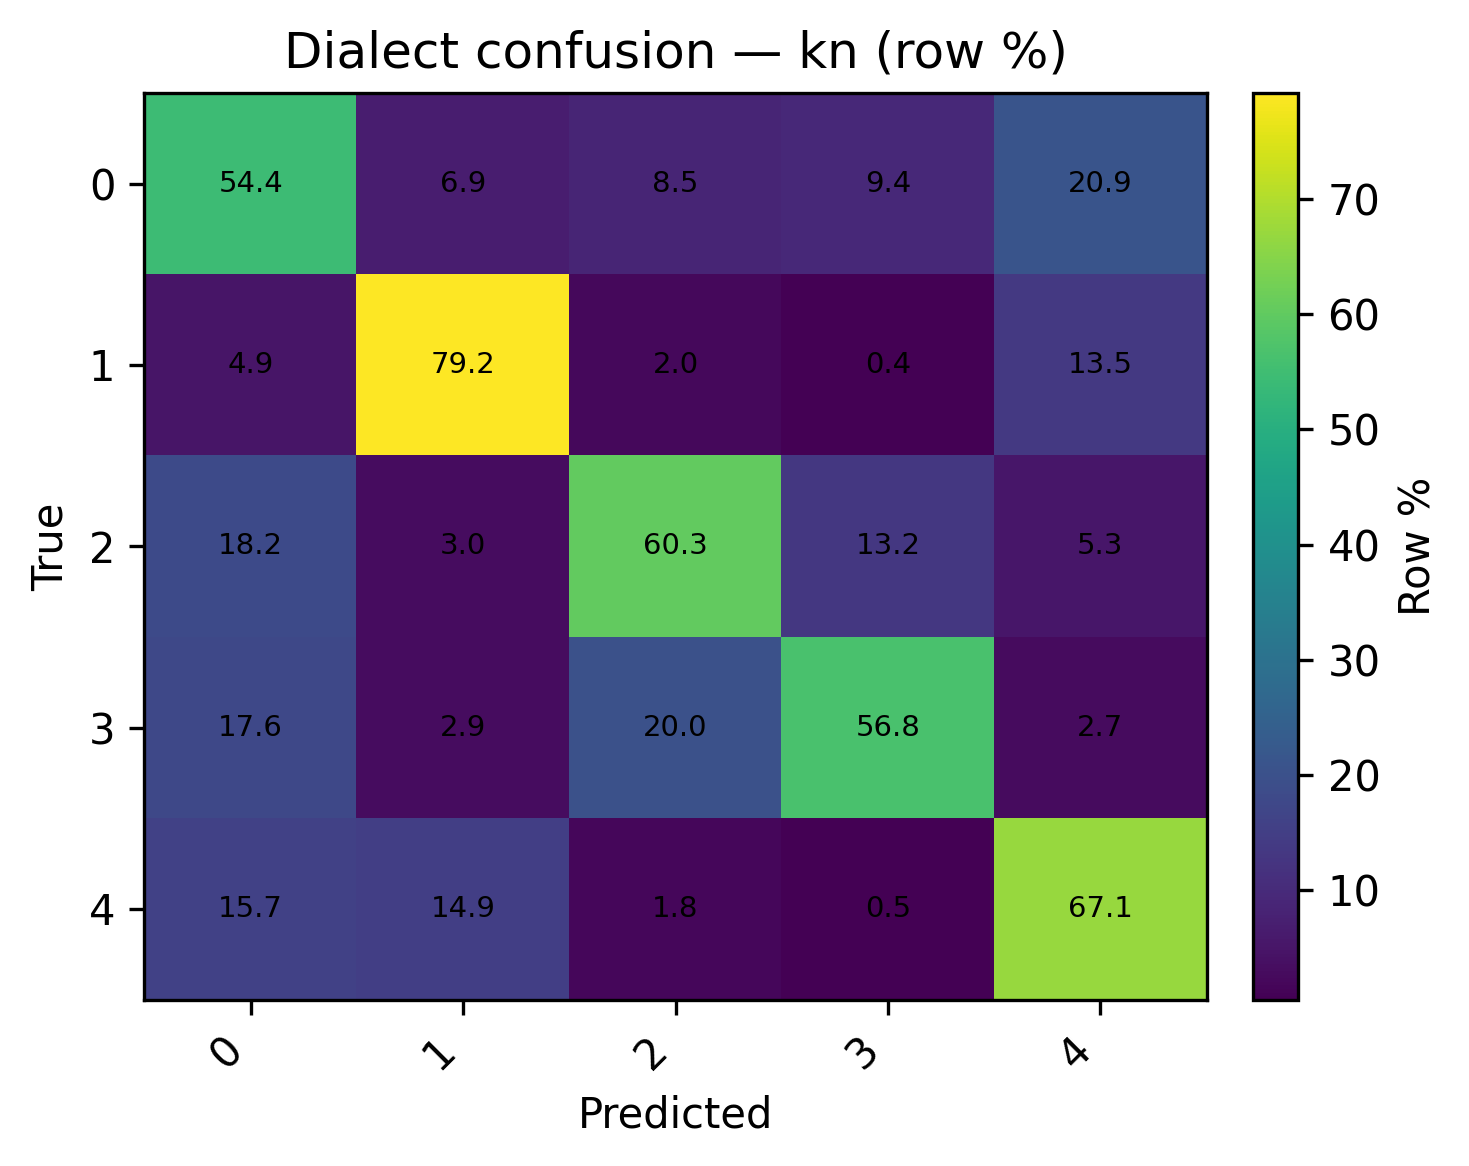 Dialect confusion — kn (row %)
0 54.4 6.9 8.5 9.4 20.9
1 4.9 79.2 2.0 0.4 13.5
2 18.2 3.0 60.3 13.2 5.3
3 17.6 2.9 20.0 56.8 2.7
4 15.7 14.9 1.8 0.5 67.1
0 1 2 3 4
True
Predicted
70
60
50
40
30
20
10
Row %